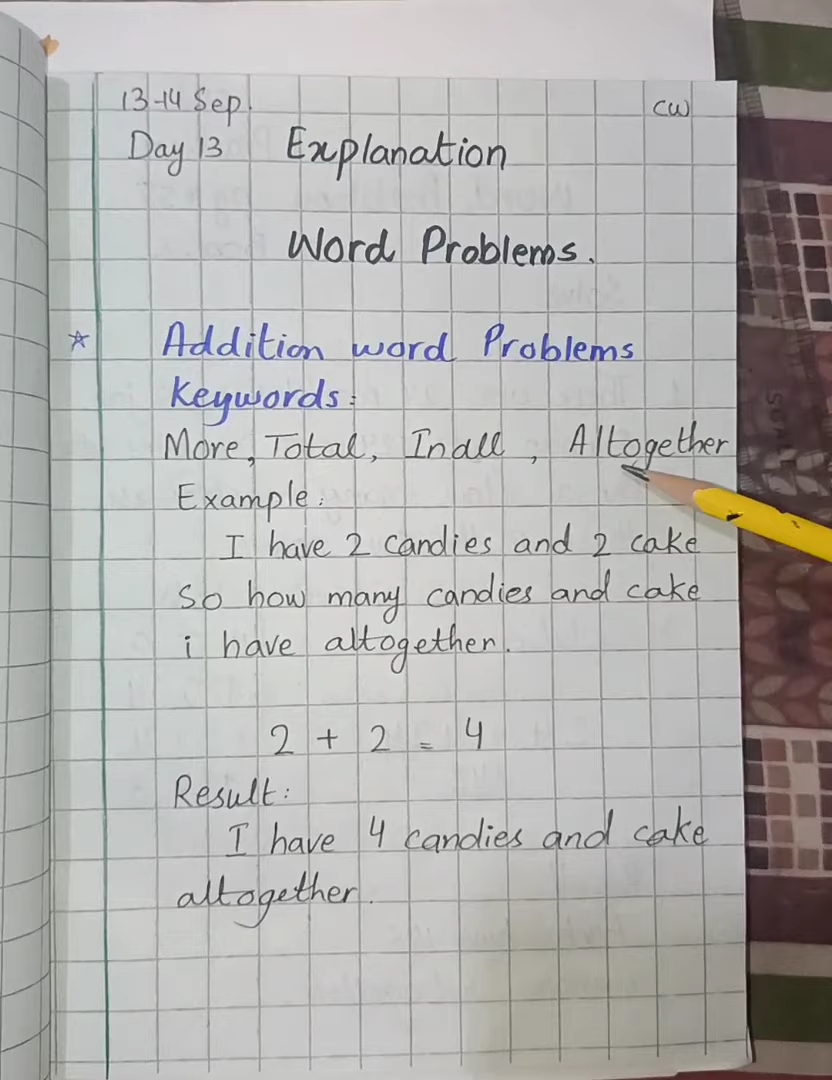 13-14 Sep.
CW
Day 13 Explanation
Word Problems.
☆ Addition word Problems
Keywords:
More, Total, In all, Altogether
Example:
I have 2 candies and 2 cake
So how many candies and cake
i have altogether.
2 + 2 = 4
Result:
I have 4 candies and cake
altogether.